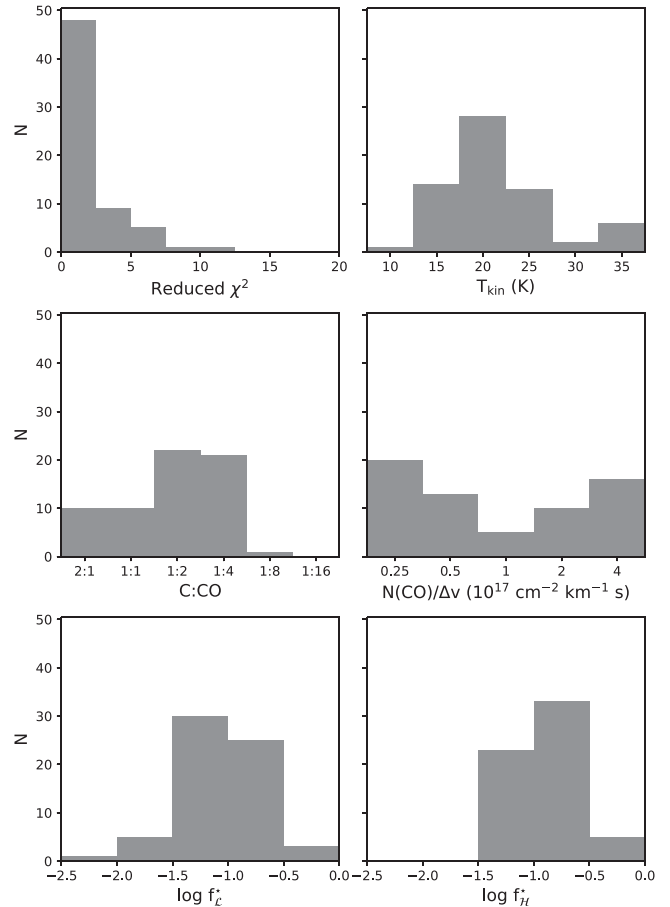 50
40
30
20
10
0
N
0 5 10 15 20
Reduced χ²
10 15 20 25 30 35
T_kin (K)
50
40
30
20
10
0
N
2:1 1:1 1:2 1:4 1:8 1:16
C:CO
0.25 0.5 1 2 4
N(CO)/Δv (10¹⁷ cm⁻² km⁻¹ s)
50
40
30
20
10
0
N
−2.5 −2.0 −1.5 −1.0 −0.5 0.0
log f*_ℒ
−2.5 −2.0 −1.5 −1.0 −0.5 0.0
log f*_ℋ